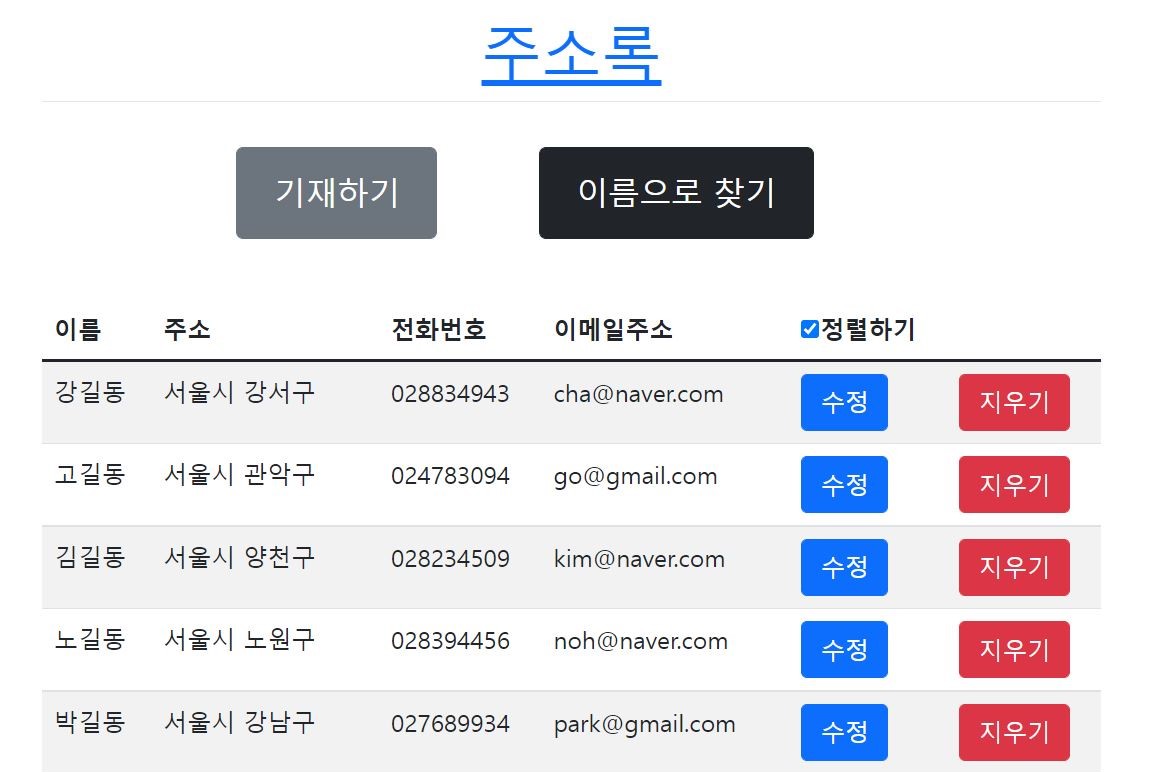 주소록
기재하기 이름으로 찾기
이름 주소 전화번호 이메일주소 정렬하기
강길동 서울시 강서구 028834943 cha@naver.com 수정 지우기
고길동 서울시 관악구 024783094 go@gmail.com 수정 지우기
김길동 서울시 양천구 028234509 kim@naver.com 수정 지우기
노길동 서울시 노원구 028394456 noh@naver.com 수정 지우기
박길동 서울시 강남구 027689934 park@gmail.com 수정 지우기